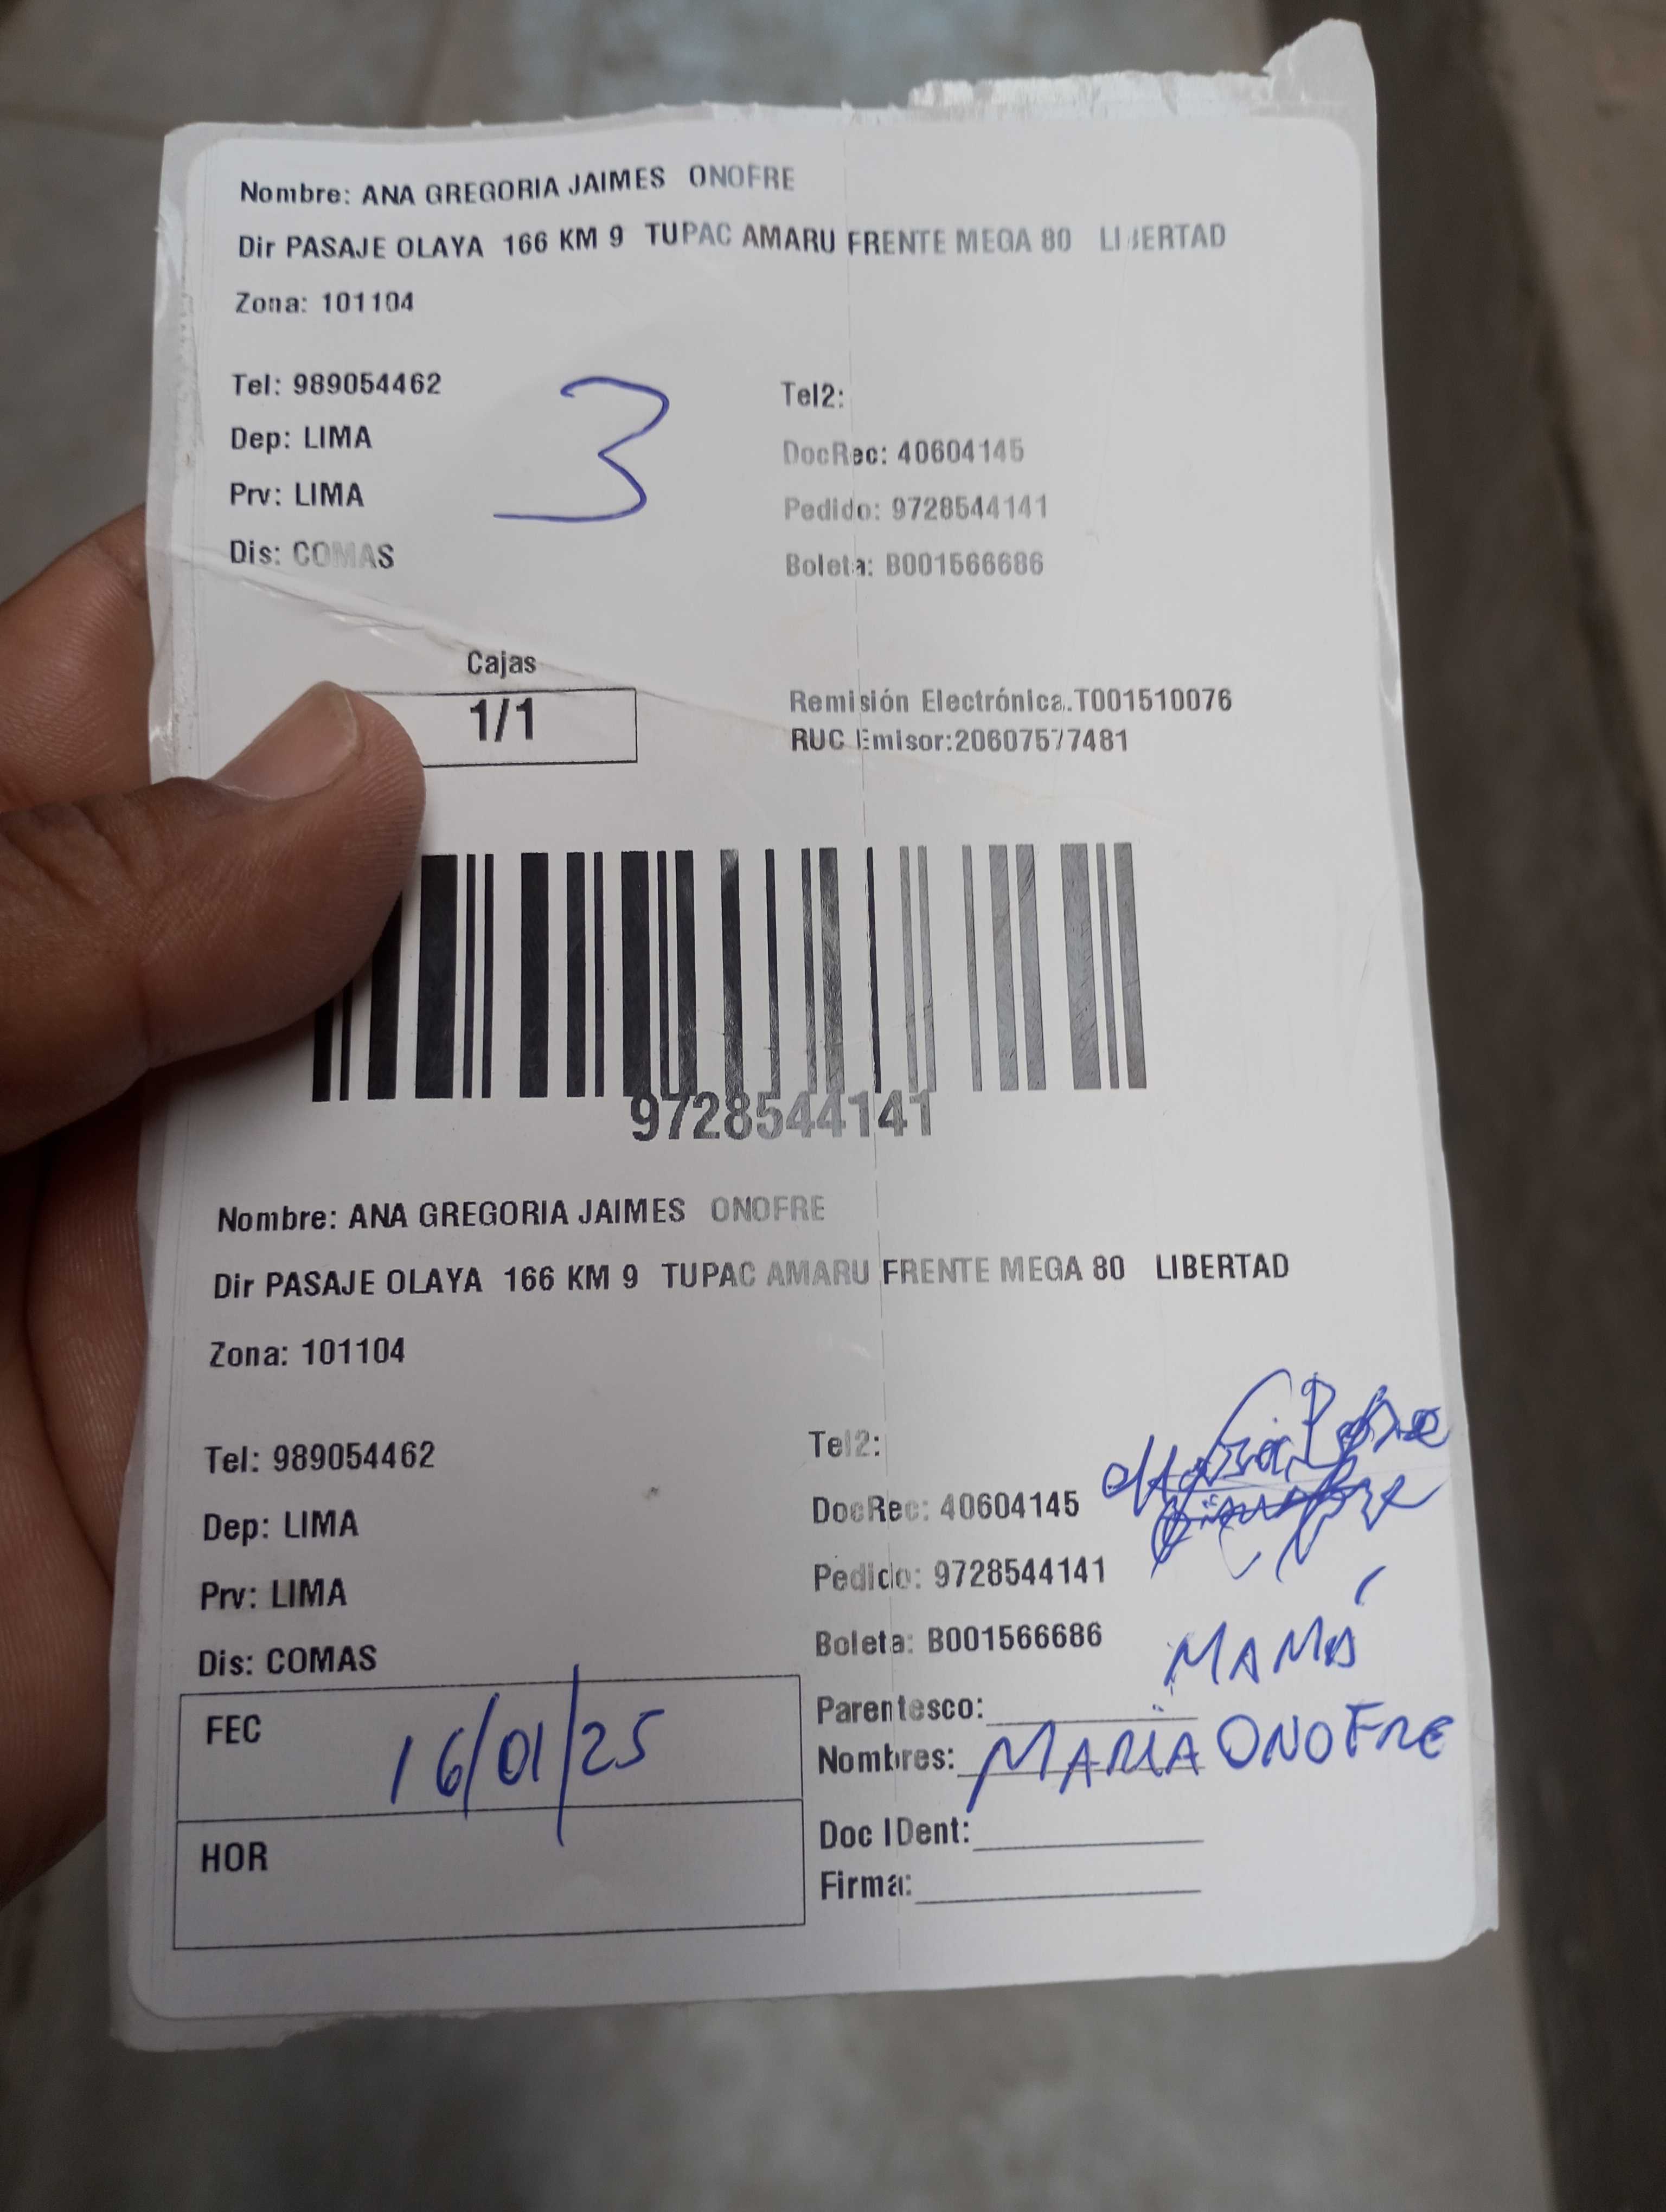 Nombre: ANA GREGORIA JAIMES ONOFRE
Dir PASAJE OLAYA 166 KM 9 TUPAC AMARU FRENTE MEGA 80 LIBERTAD
Zona: 101104
Tel: 989054462
Tel2:
Dep: LIMA
DocRec: 40604145
Prv: LIMA
Pedido: 9728544141
Dis: COMAS
Boleta: B001566686
3
Cajas
1/1
Remisión Electrónica.T001510076
RUC Emisor:20607577481
9728544141
Nombre: ANA GREGORIA JAIMES ONOFRE
Dir PASAJE OLAYA 166 KM 9 TUPAC AMARU FRENTE MEGA 80 LIBERTAD
Zona: 101104
Tel: 989054462
Tel2:
Dep: LIMA
DocRec: 40604145
Prv: LIMA
Pedido: 9728544141
Dis: COMAS
Boleta: B001566686
FEC 16/01/25
HOR
Parentesco: MAMÁ
Nombres: MARIA ONOFRE
Doc IDent:
Firma: